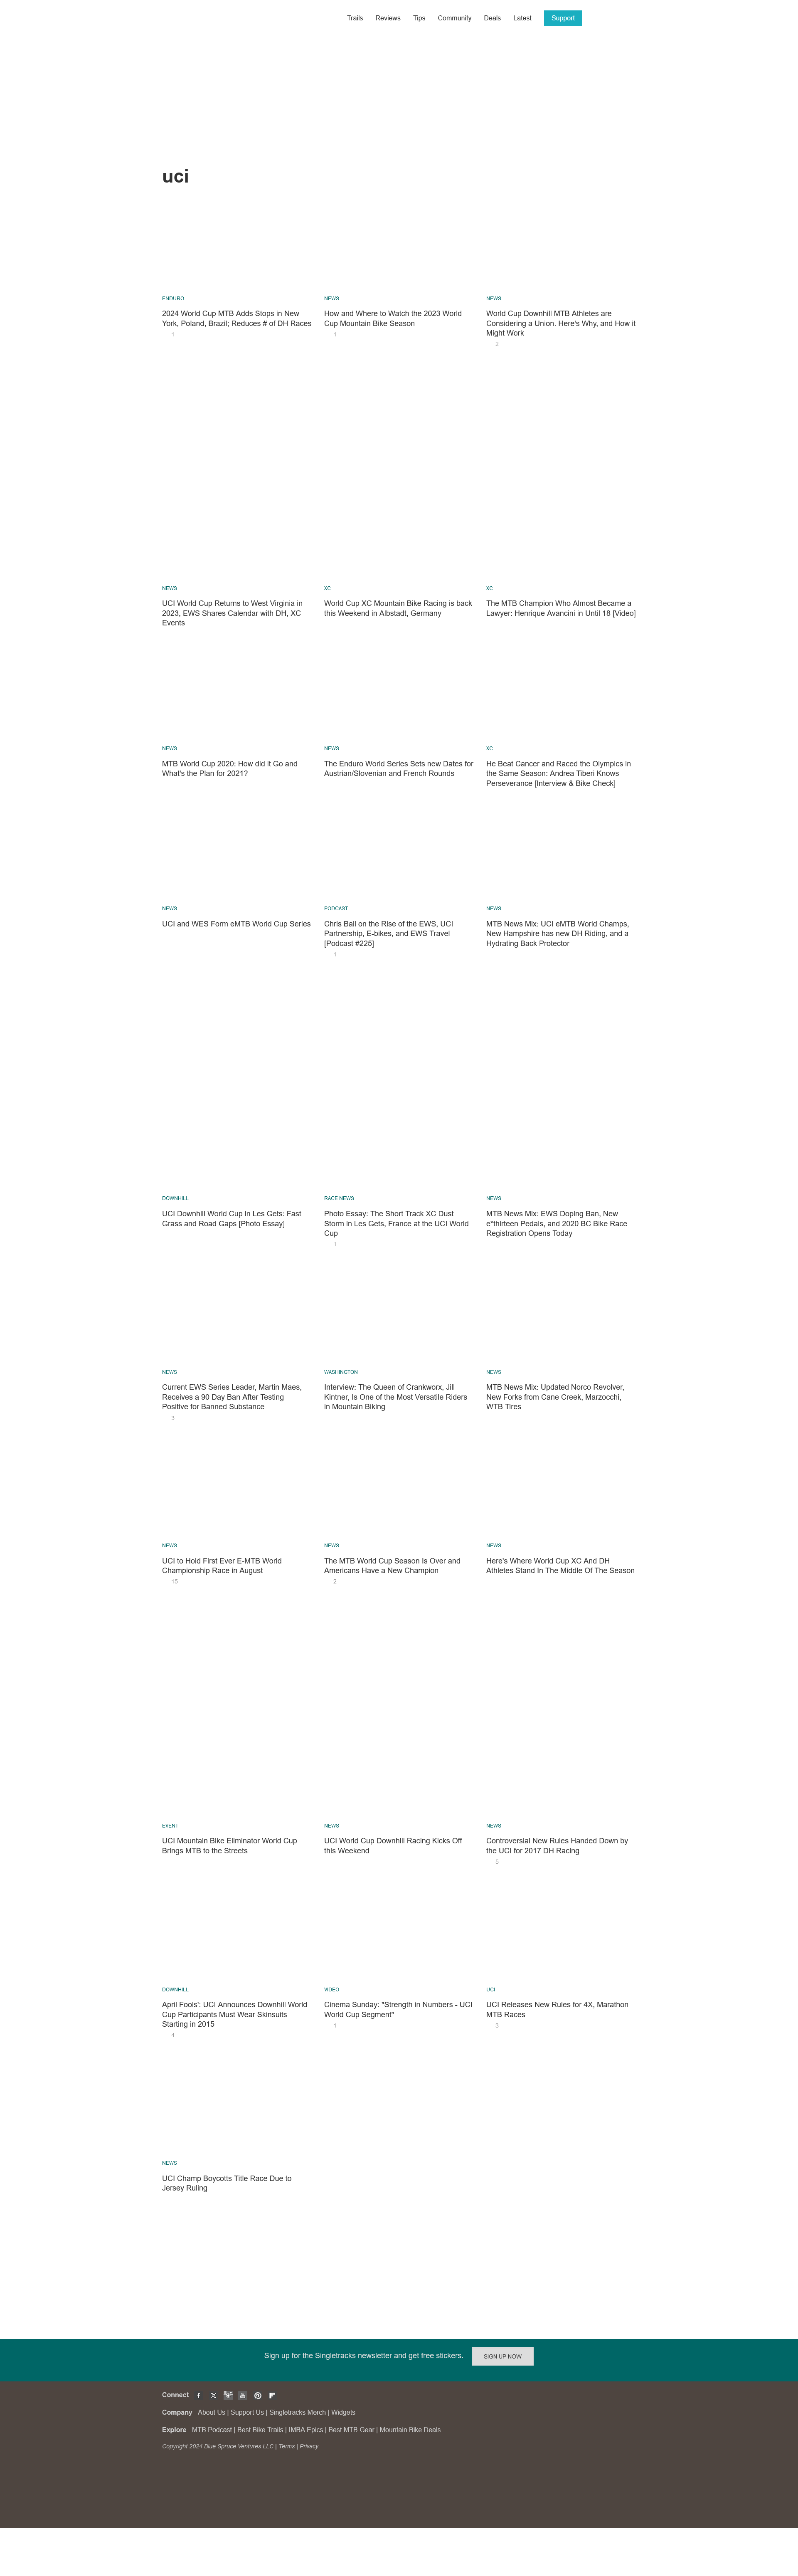 Trails Reviews Tips Community Deals Latest Support
uci
ENDURO
2024 World Cup MTB Adds Stops in New
York, Poland, Brazil; Reduces # of DH Races
1
NEWS
How and Where to Watch the 2023 World
Cup Mountain Bike Season
1
NEWS
World Cup Downhill MTB Athletes are
Considering a Union. Here's Why, and How it
Might Work
2
NEWS
UCI World Cup Returns to West Virginia in
2023, EWS Shares Calendar with DH, XC
Events
XC
World Cup XC Mountain Bike Racing is back
this Weekend in Albstadt, Germany
XC
The MTB Champion Who Almost Became a
Lawyer: Henrique Avancini in Until 18 [Video]
NEWS
MTB World Cup 2020: How did it Go and
What's the Plan for 2021?
NEWS
The Enduro World Series Sets new Dates for
Austrian/Slovenian and French Rounds
XC
He Beat Cancer and Raced the Olympics in
the Same Season: Andrea Tiberi Knows
Perseverance [Interview & Bike Check]
NEWS
UCI and WES Form eMTB World Cup Series
PODCAST
Chris Ball on the Rise of the EWS, UCI
Partnership, E-bikes, and EWS Travel
[Podcast #225]
1
NEWS
MTB News Mix: UCI eMTB World Champs,
New Hampshire has new DH Riding, and a
Hydrating Back Protector
DOWNHILL
UCI Downhill World Cup in Les Gets: Fast
Grass and Road Gaps [Photo Essay]
RACE NEWS
Photo Essay: The Short Track XC Dust
Storm in Les Gets, France at the UCI World
Cup
1
NEWS
MTB News Mix: EWS Doping Ban, New
e*thirteen Pedals, and 2020 BC Bike Race
Registration Opens Today
NEWS
Current EWS Series Leader, Martin Maes,
Receives a 90 Day Ban After Testing
Positive for Banned Substance
3
WASHINGTON
Interview: The Queen of Crankworx, Jill
Kintner, Is One of the Most Versatile Riders
in Mountain Biking
NEWS
MTB News Mix: Updated Norco Revolver,
New Forks from Cane Creek, Marzocchi,
WTB Tires
NEWS
UCI to Hold First Ever E-MTB World
Championship Race in August
15
NEWS
The MTB World Cup Season Is Over and
Americans Have a New Champion
2
NEWS
Here's Where World Cup XC And DH
Athletes Stand In The Middle Of The Season
EVENT
UCI Mountain Bike Eliminator World Cup
Brings MTB to the Streets
NEWS
UCI World Cup Downhill Racing Kicks Off
this Weekend
NEWS
Controversial New Rules Handed Down by
the UCI for 2017 DH Racing
5
DOWNHILL
April Fools': UCI Announces Downhill World
Cup Participants Must Wear Skinsuits
Starting in 2015
4
VIDEO
Cinema Sunday: "Strength in Numbers - UCI
World Cup Segment"
1
UCI
UCI Releases New Rules for 4X, Marathon
MTB Races
3
NEWS
UCI Champ Boycotts Title Race Due to
Jersey Ruling
Sign up for the Singletracks newsletter and get free stickers. SIGN UP NOW
Connect
Company About Us | Support Us | Singletracks Merch | Widgets
Explore MTB Podcast | Best Bike Trails | IMBA Epics | Best MTB Gear | Mountain Bike Deals
Copyright 2024 Blue Spruce Ventures LLC | Terms | Privacy